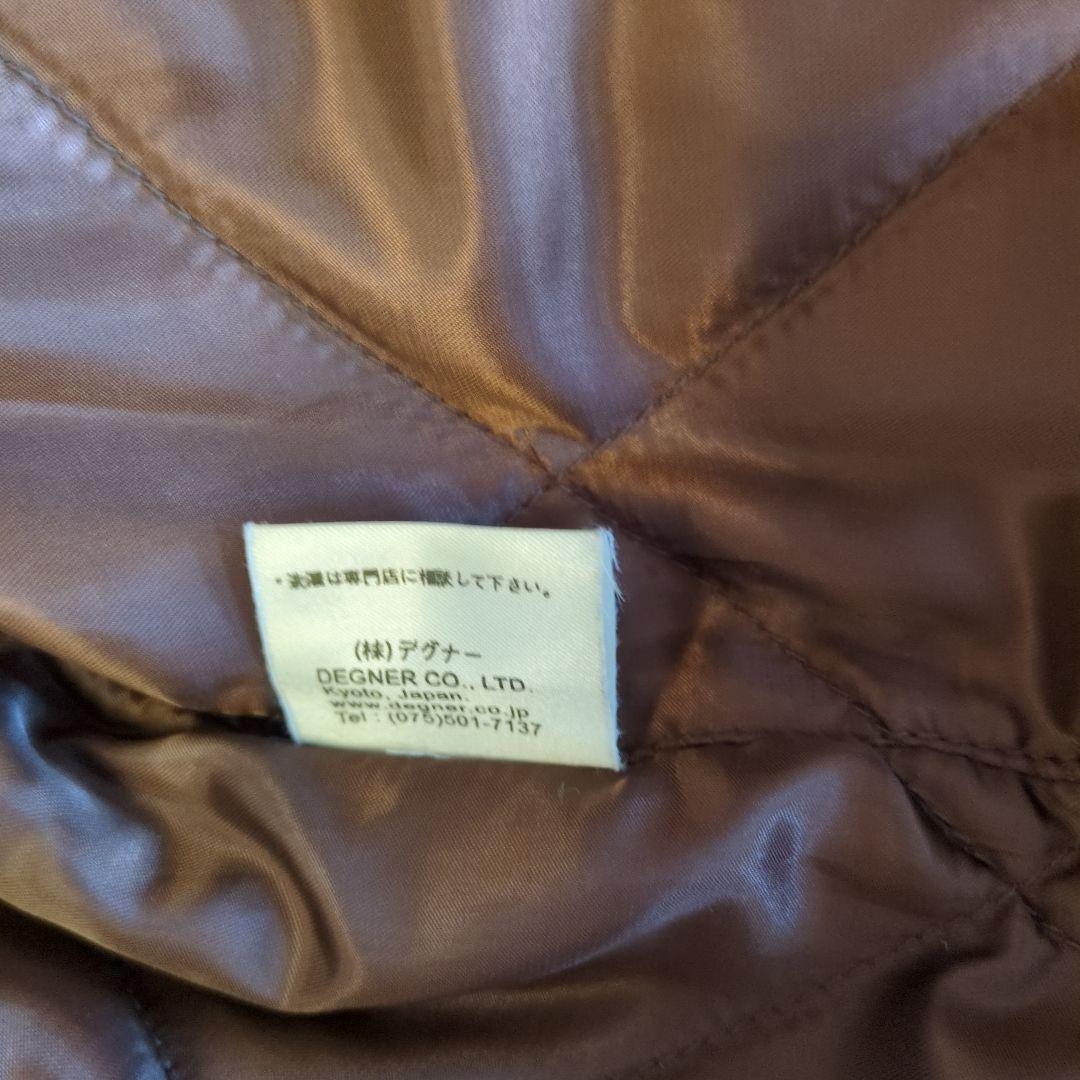 ・洗濯は専門店に相談して下さい。
(株)デグナー
DEGNER CO., LTD.
Kyoto, Japan.
www.degner.co.jp
Tel : (075)501-7137